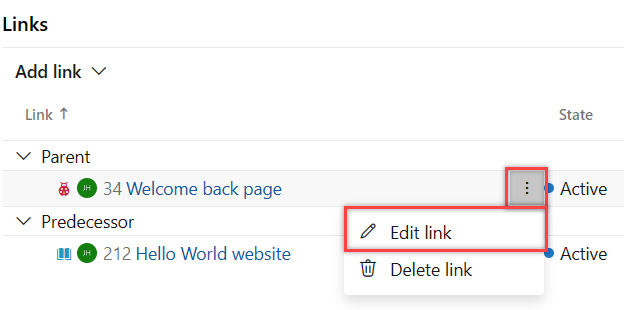 Links
Add link
Link ↑ State
Parent
JH 34 Welcome back page Active
Predecessor
Edit link
JH 212 Hello World website Active
Delete link